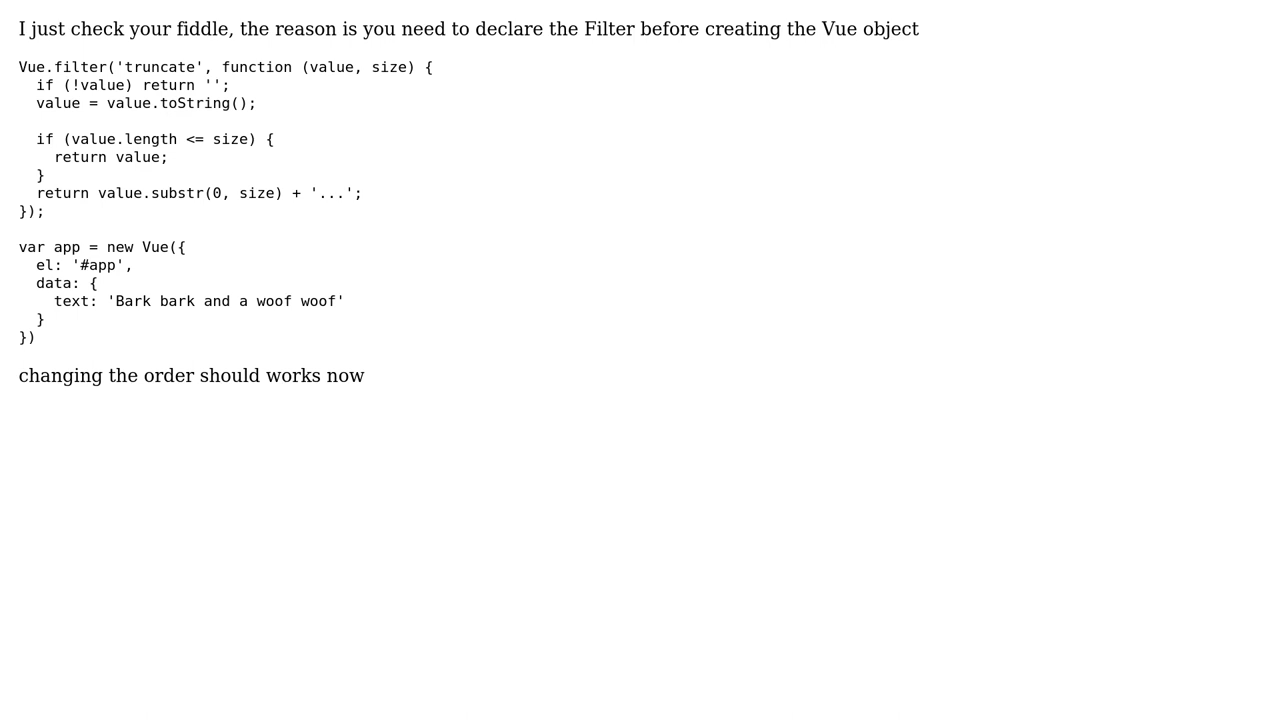 I just check your fiddle, the reason is you need to declare the Filter before creating the Vue object
Vue.filter('truncate', function (value, size) {
  if (!value) return '';
  value = value.toString();

  if (value.length <= size) {
    return value;
  }
  return value.substr(0, size) + '...';
});

var app = new Vue({
  el: '#app',
  data: {
    text: 'Bark bark and a woof woof'
  }
})
changing the order should works now